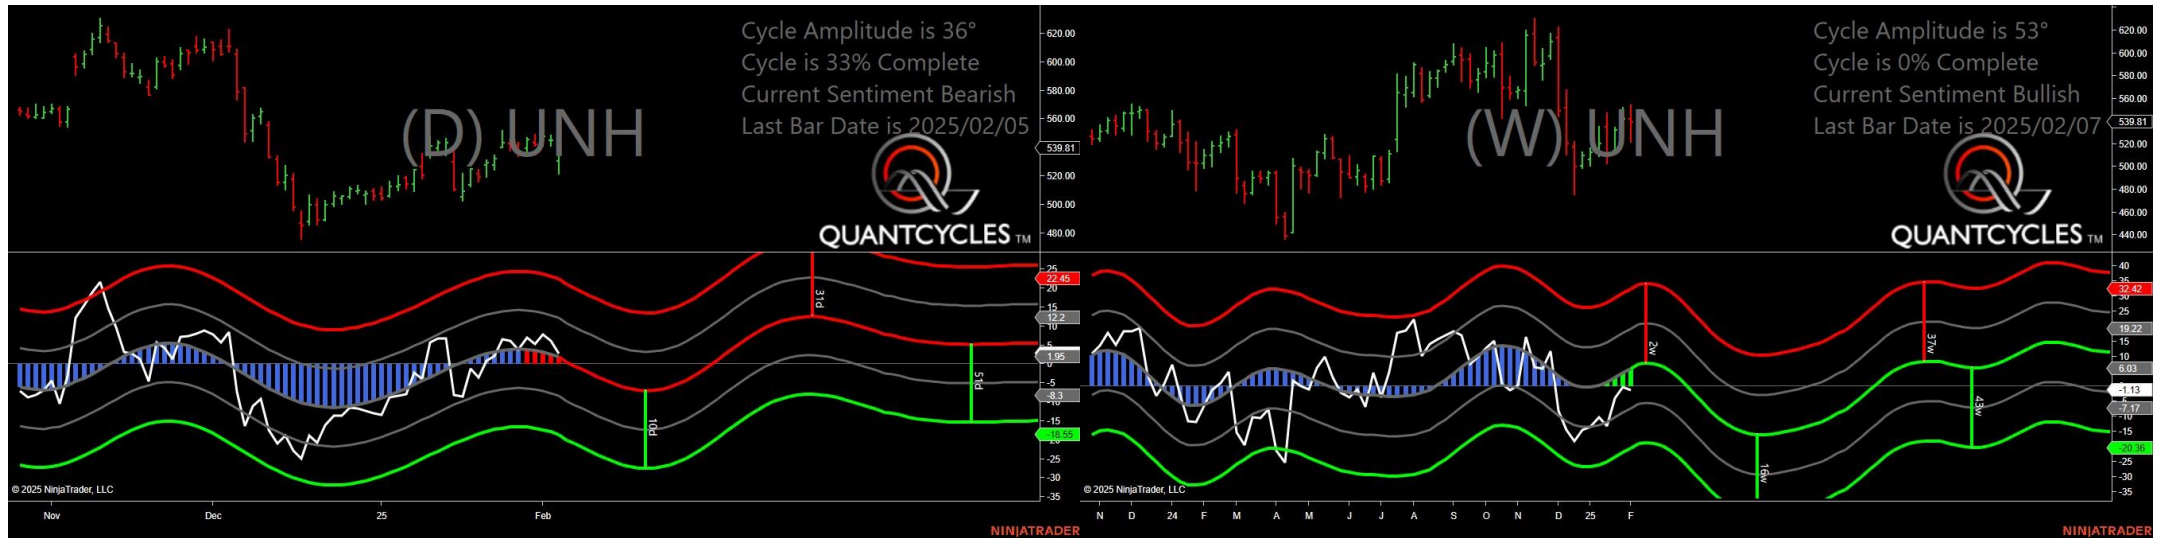 Cycle Amplitude is 36°
Cycle is 33% Complete
Current Sentiment Bearish
Last Bar Date is 2025/02/05
(D) UNH
QUANTCYCLES TM
620.00
600.00
580.00
560.00
539.81
520.00
500.00
480.00
25
22.45
20
15
12.2
10
5
1.95
0
-5
-8.3
-15
-18.55
-25
-30
-35
31d
10d
51d
© 2025 NinjaTrader, LLC
Nov Dec 25 Feb
NINJATRADER
Cycle Amplitude is 53°
Cycle is 0% Complete
Current Sentiment Bullish
Last Bar Date is 2025/02/07
(W) UNH
QUANTCYCLES TM
620.00
600.00
580.00
560.00
539.81
520.00
500.00
480.00
460.00
440.00
40
35
32.42
30
25
19.22
15
10
6.03
-1.13
-7.17
-10
-15
-20.36
-25
-30
-35
2w
16w
37w
43w
© 2025 NinjaTrader, LLC
N D 24 F M A M J J A S O N D 25 F
NINJATRADER